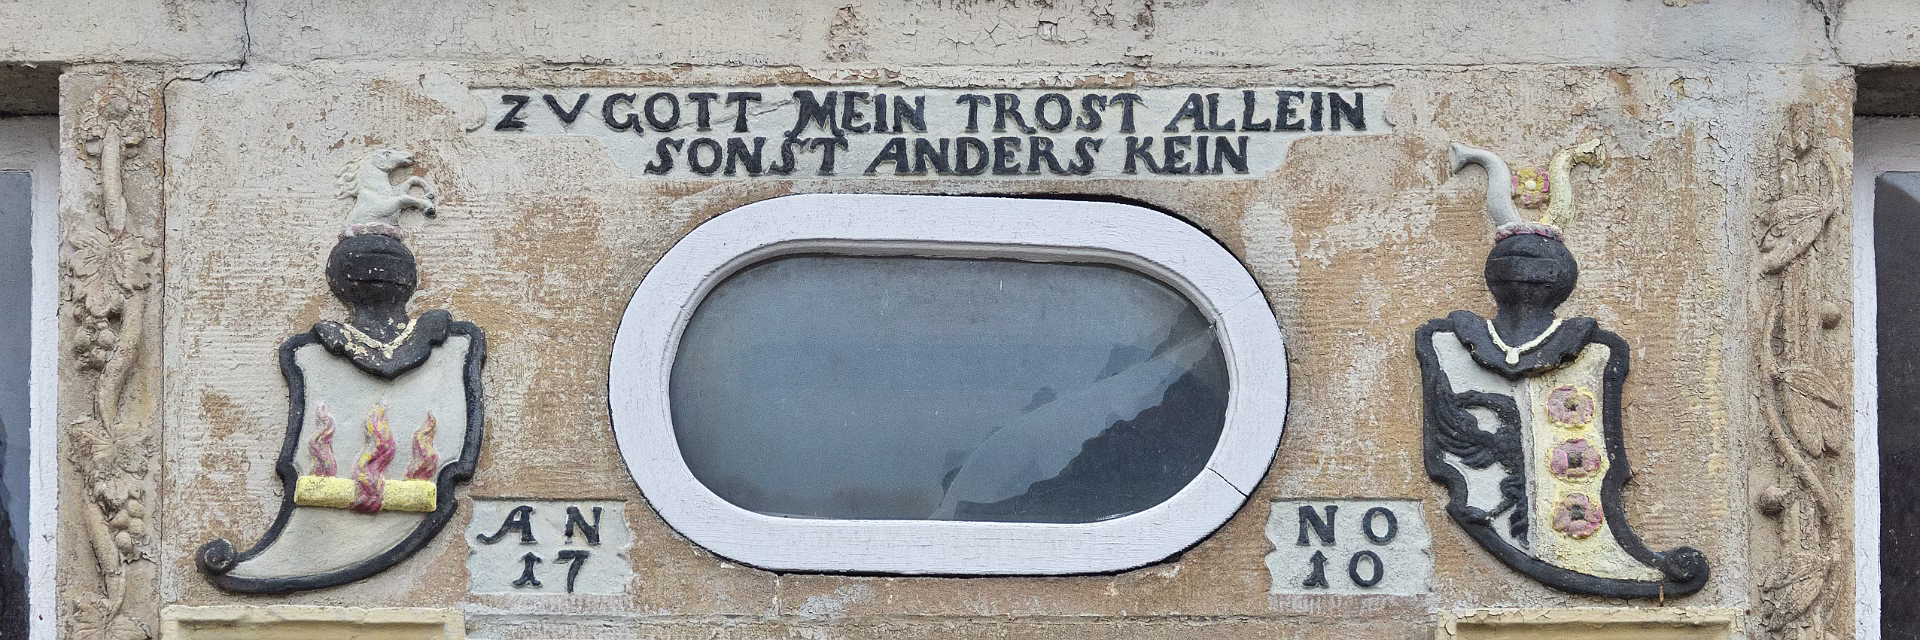 ZV GOTT MEIN TROST ALLEIN
SONST ANDERS KEIN
AN NO
17 10